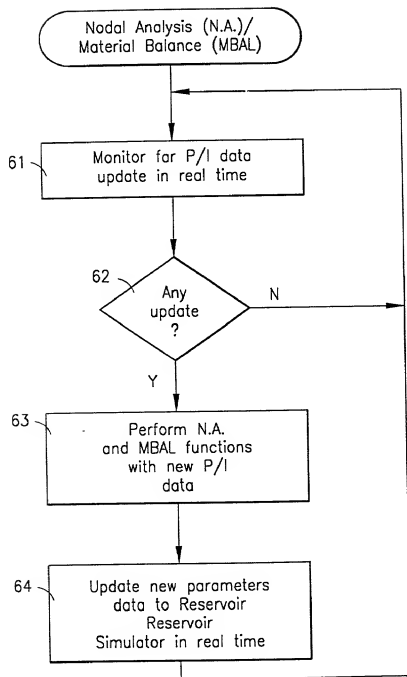 Nodal Analysis (N.A.)/
Material Balance (MBAL)
61
Monitor for P/I data
update in real time
62
Any
update
?
N
Y
63
Perform N.A.
and MBAL functions
with new P/I
data
64
Update new parameters
data to Reservoir
Reservoir
Simulator in real time